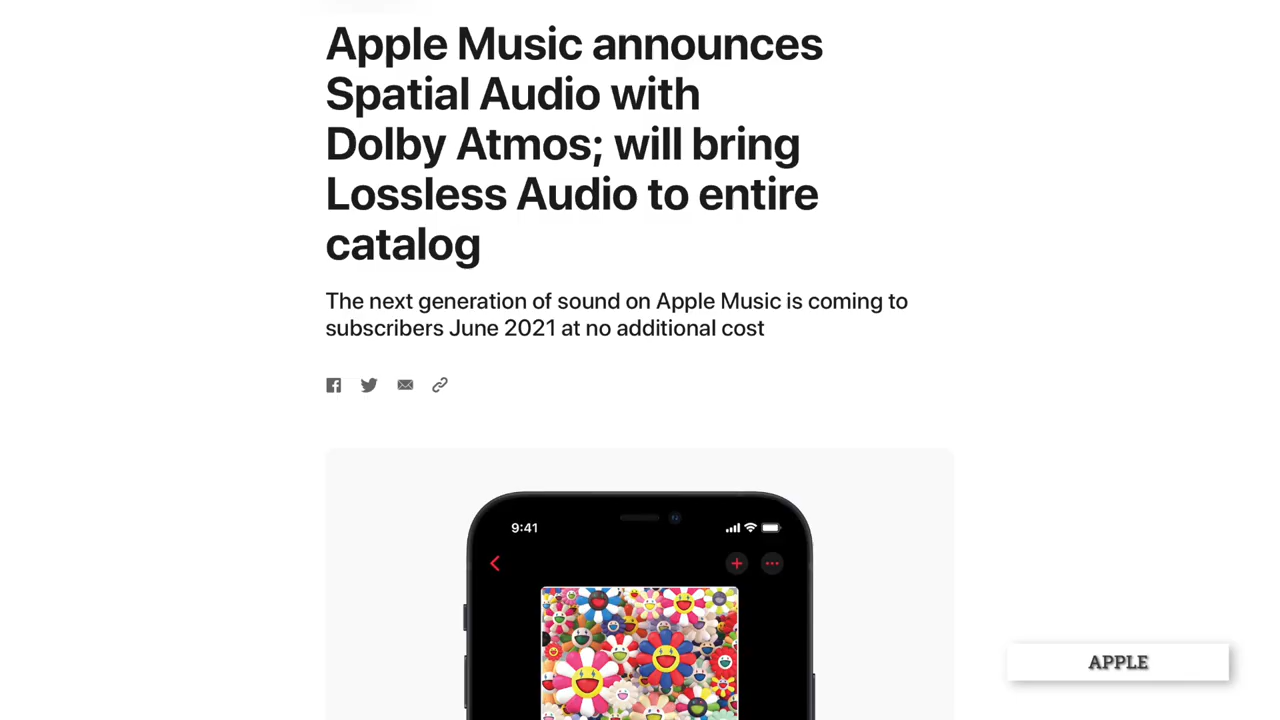 Apple Music announces
Spatial Audio with
Dolby Atmos; will bring
Lossless Audio to entire
catalog
The next generation of sound on Apple Music is coming to
subscribers June 2021 at no additional cost
9:41
APPLE